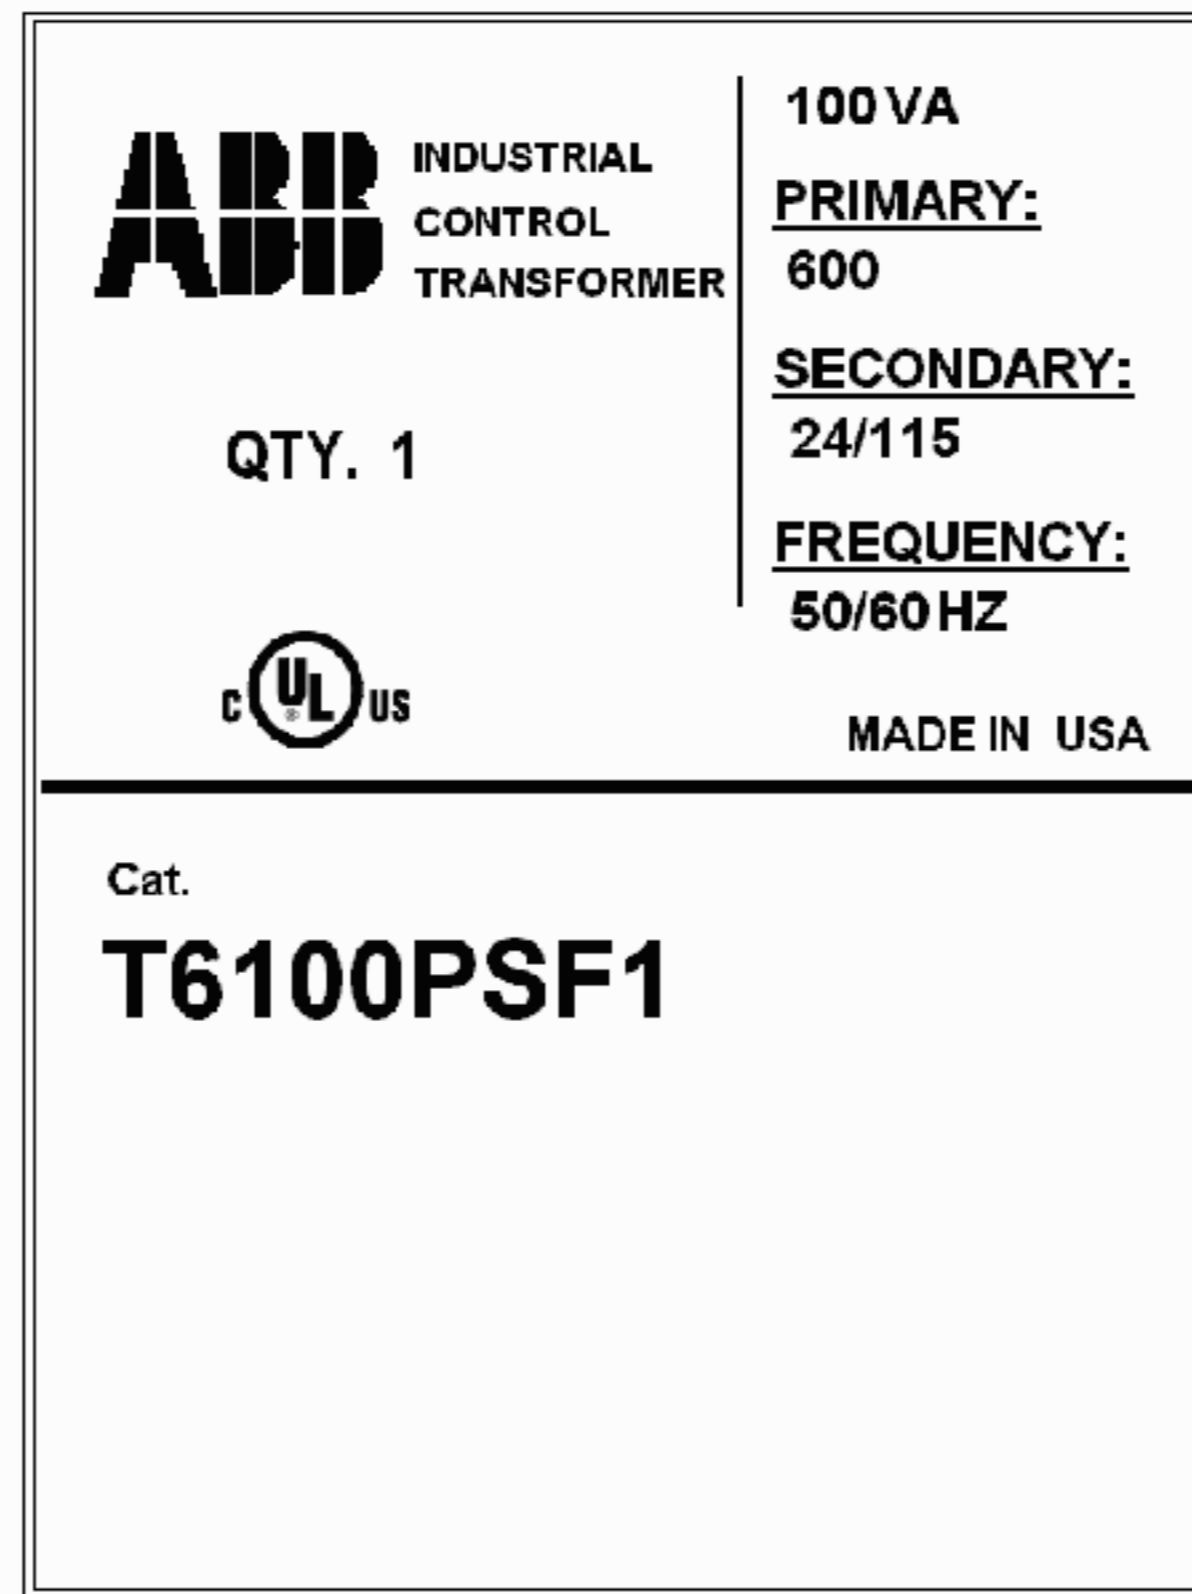 ABB
INDUSTRIAL
CONTROL
TRANSFORMER
QTY. 1
C UL® US
100 VA
PRIMARY:
600
SECONDARY:
24/115
FREQUENCY:
50/60 HZ
MADE IN USA
Cat.
T6100PSF1